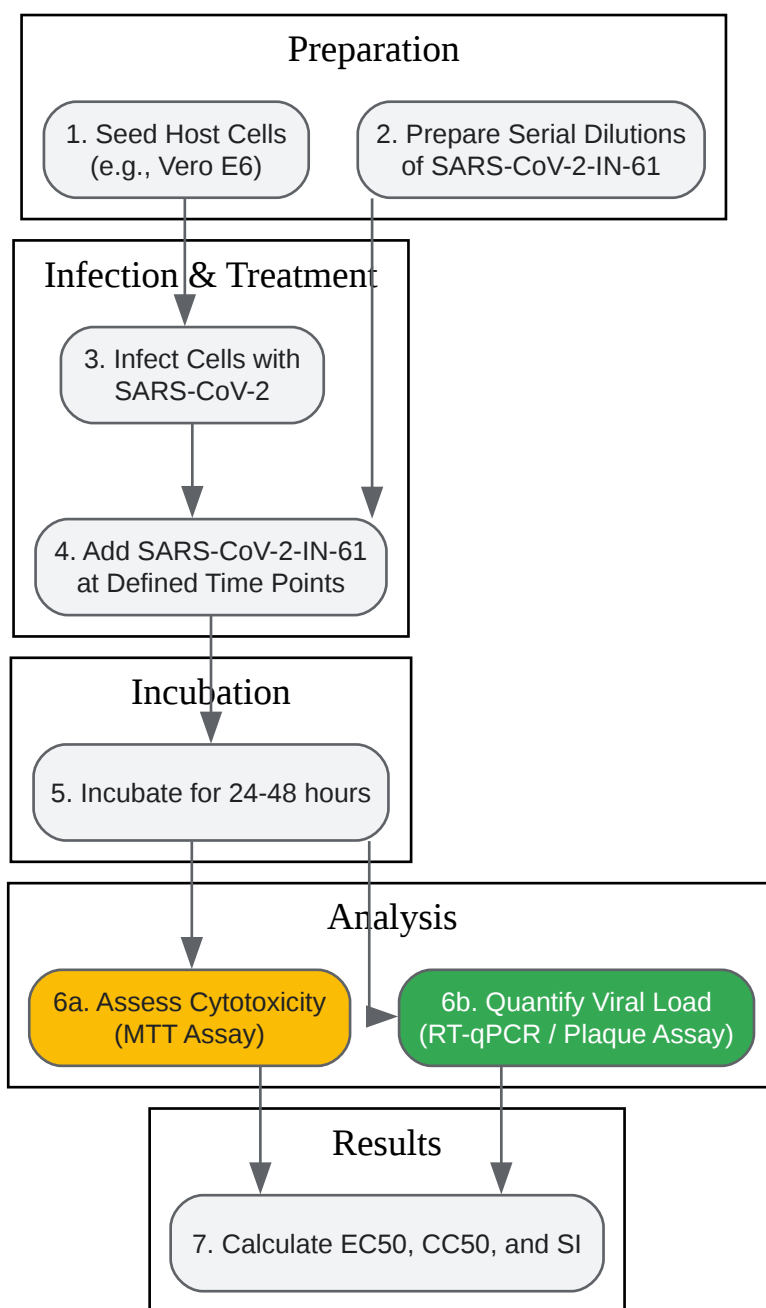 Preparation
1. Seed Host Cells
(e.g., Vero E6)
2. Prepare Serial Dilutions
of SARS-CoV-2-IN-61
Infection & Treatment
3. Infect Cells with
SARS-CoV-2
4. Add SARS-CoV-2-IN-61
at Defined Time Points
Incubation
5. Incubate for 24-48 hours
Analysis
6a. Assess Cytotoxicity
(MTT Assay)
6b. Quantify Viral Load
(RT-qPCR / Plaque Assay)
Results
7. Calculate EC50, CC50, and SI